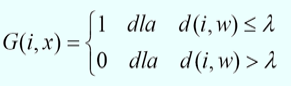 G(i,x) = { 1 dla d(i,w) ≤ λ
0 dla d(i,w) > λ